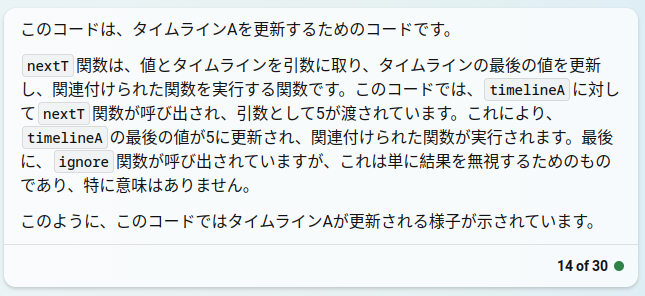 このコードは、タイムラインAを更新するためのコードです。
nextT 関数は、値とタイムラインを引数に取り、タイムラインの最後の値を更新
し、関連付けられた関数を実行する関数です。このコードでは、 timelineA に対し
て nextT 関数が呼び出され、引数として5が渡されています。これにより、
timelineA の最後の値が5に更新され、関連付けられた関数が実行されます。最後
に、 ignore 関数が呼び出されていますが、これは単に結果を無視するためのもの
であり、特に意味はありません。
このように、このコードではタイムラインAが更新される様子が示されています。
14 of 30